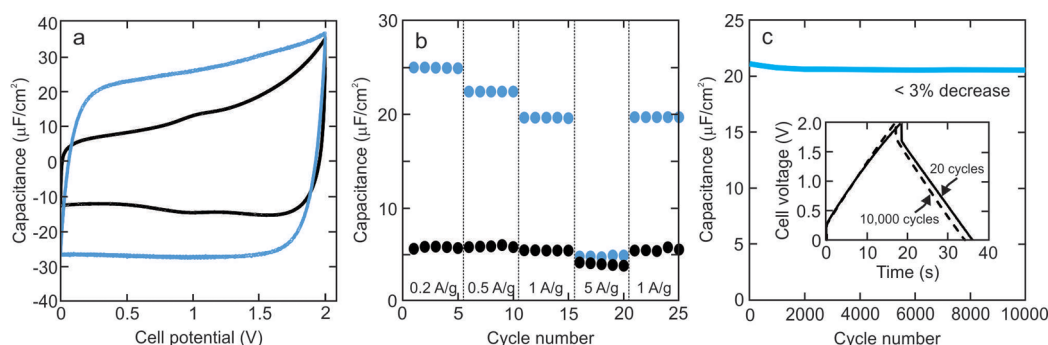 a
Capacitance (µF/cm²)
40
30
20
10
0
-10
-20
-30
-40
0
0.5
1.0
1.5
2
Cell potential (V)
b
Capacitance (µF/cm²)
30
20
10
0
0.2 A/g
0.5 A/g
1 A/g
5 A/g
1 A/g
0
5
10
15
20
25
Cycle number
c
Capacitance (µF/cm²)
25
20
15
10
5
0
< 3% decrease
Cell voltage (V)
2.0
1.5
1.0
0.5
0
20 cycles
10,000 cycles
0
10
20
30
40
Time (s)
0
2000
4000
6000
8000
10000
Cycle number